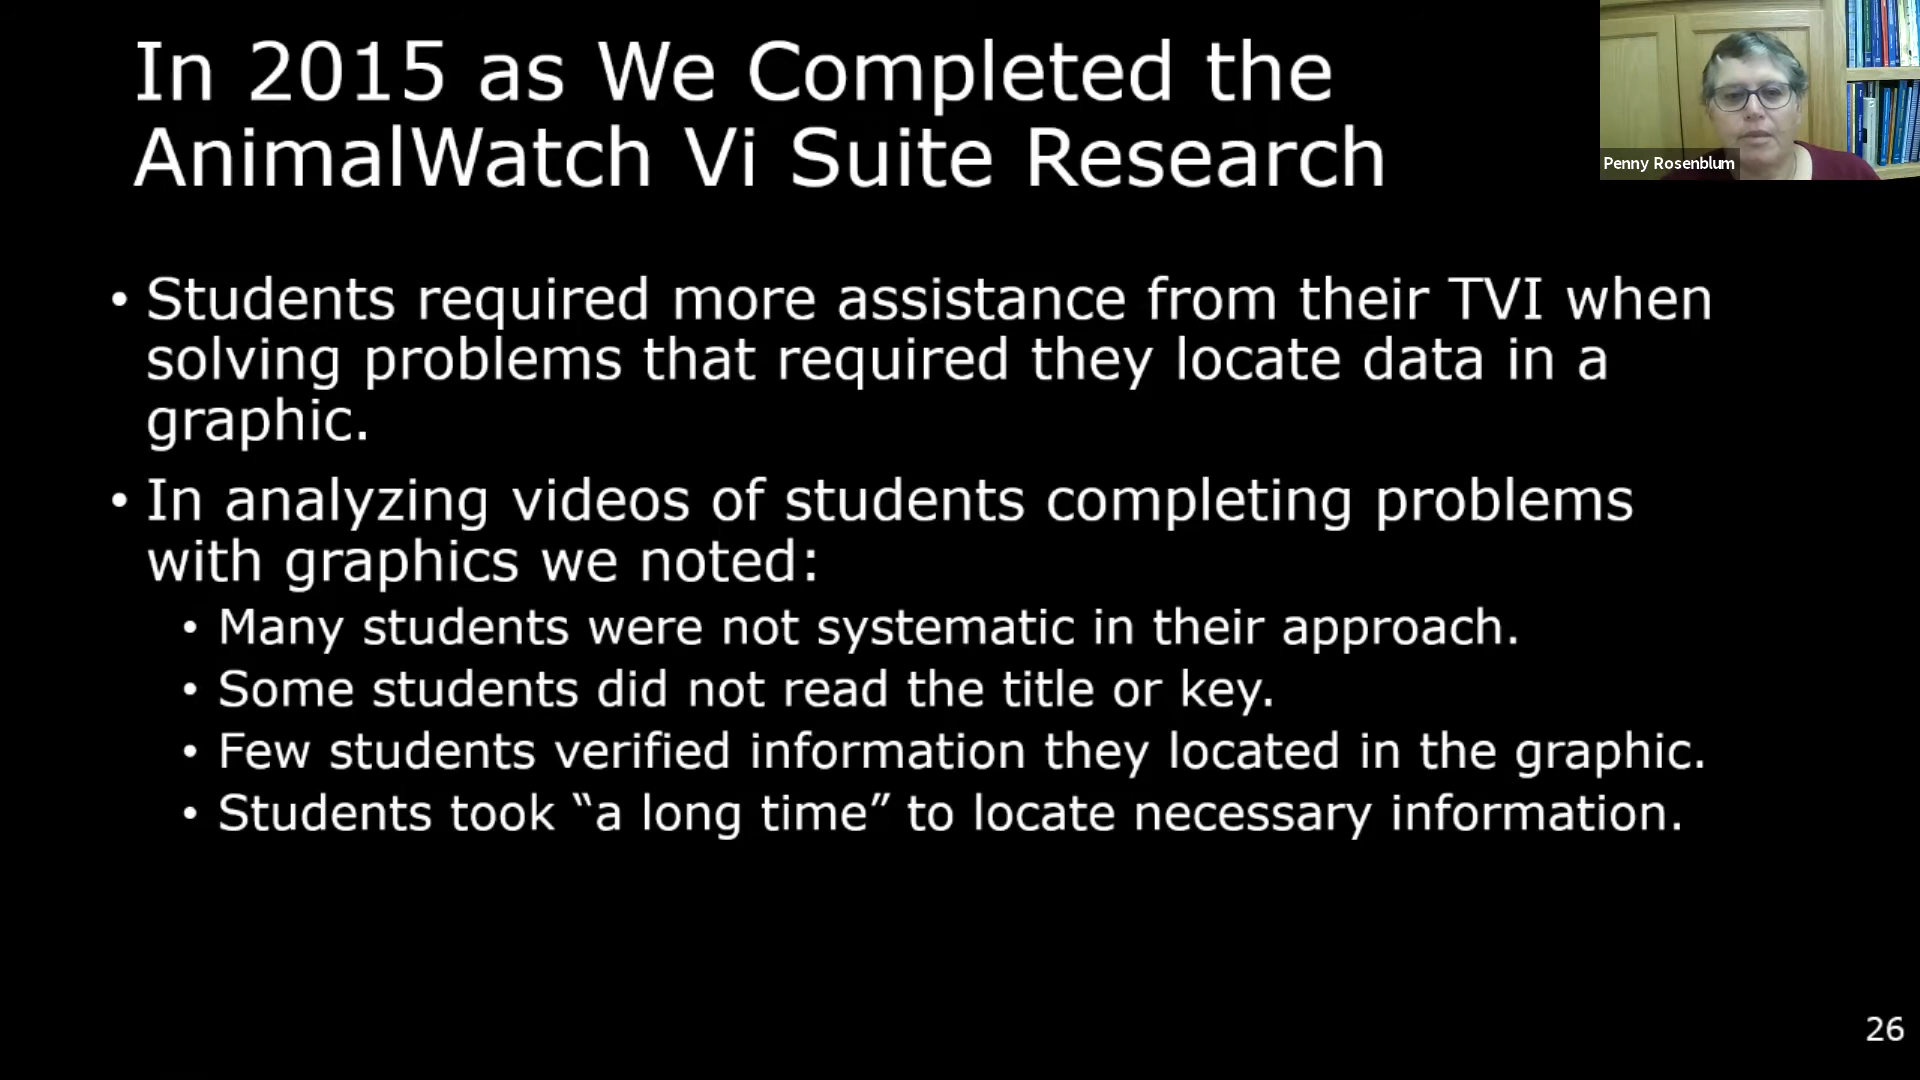 In 2015 as We Completed the
AnimalWatch Vi Suite Research
Penny Rosenblum
• Students required more assistance from their TVI when
solving problems that required they locate data in a
graphic.
• In analyzing videos of students completing problems
with graphics we noted:
• Many students were not systematic in their approach.
• Some students did not read the title or key.
• Few students verified information they located in the graphic.
• Students took “a long time” to locate necessary information.
26